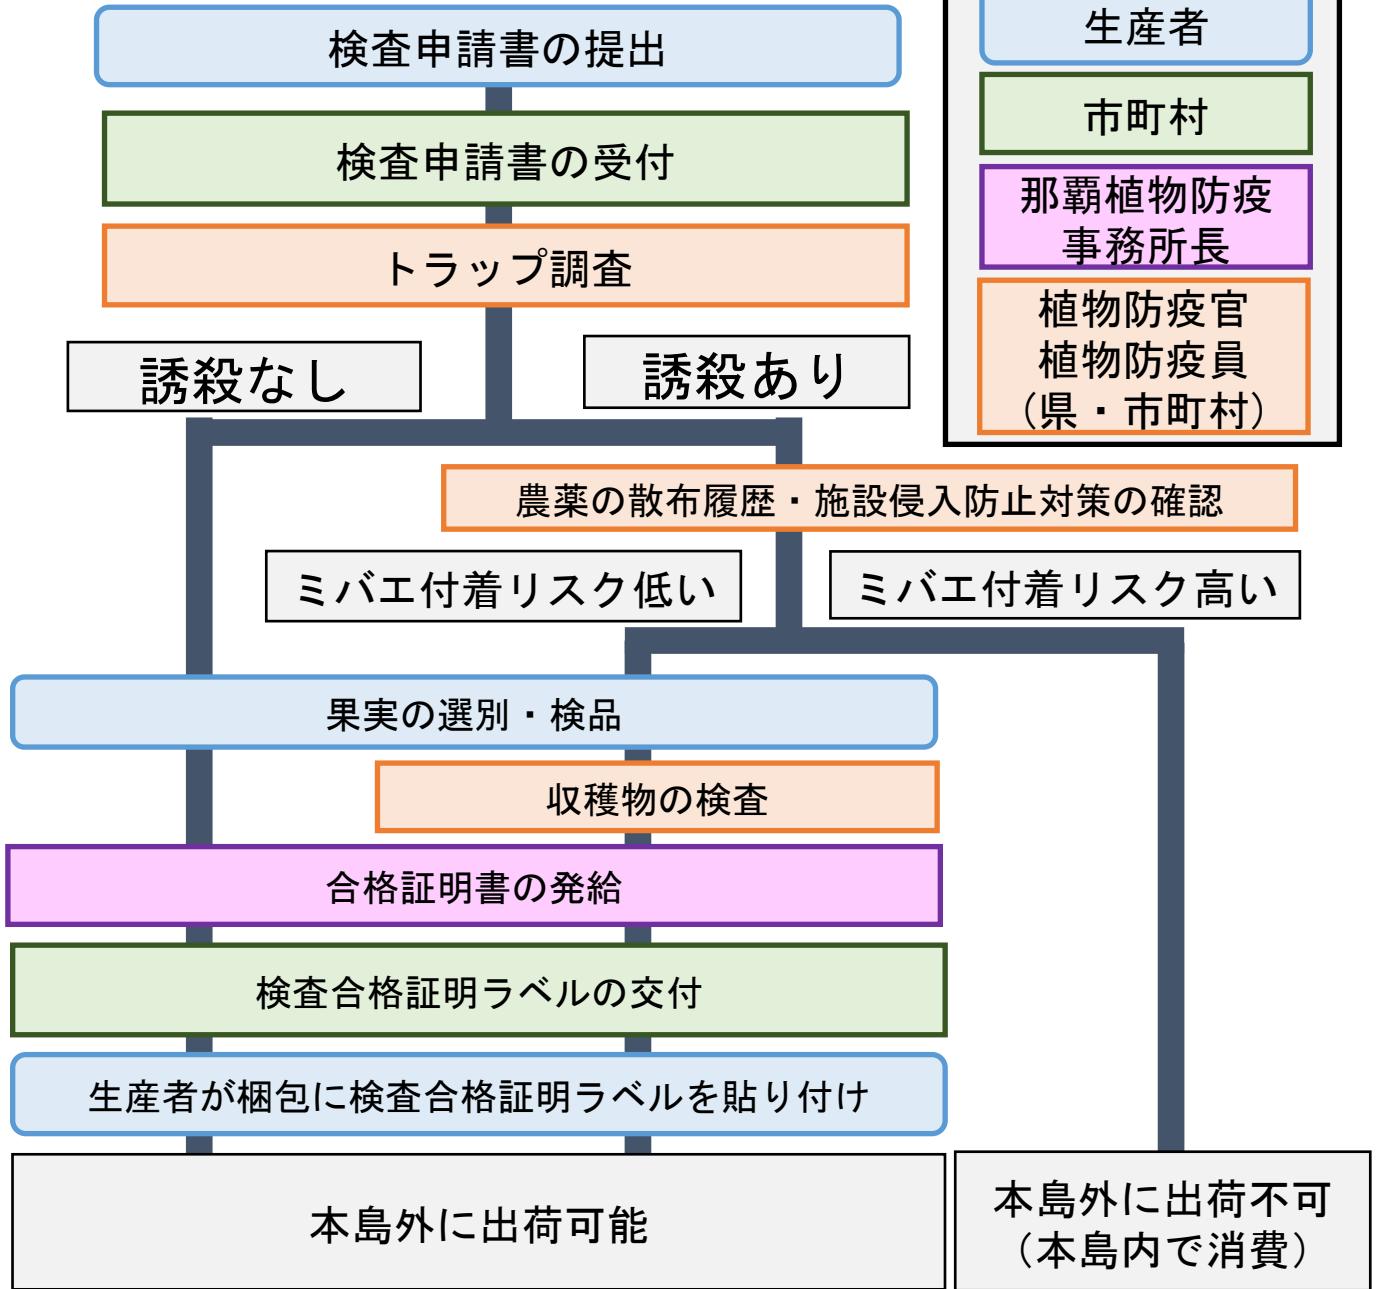 検査申請書の提出
検査申請書の受付
トラップ調査
誘殺なし
誘殺あり
農薬の散布履歴・施設侵入防止対策の確認
ミバエ付着リスク低い
ミバエ付着リスク高い
果実の選別・検品
収穫物の検査
合格証明書の発給
検査合格証明ラベルの交付
生産者が梱包に検査合格証明ラベルを貼り付け
本島外に出荷可能
本島外に出荷不可
（本島内で消費）
生産者
市町村
那覇植物防疫
事務所長
植物防疫官
植物防疫員
（県・市町村）